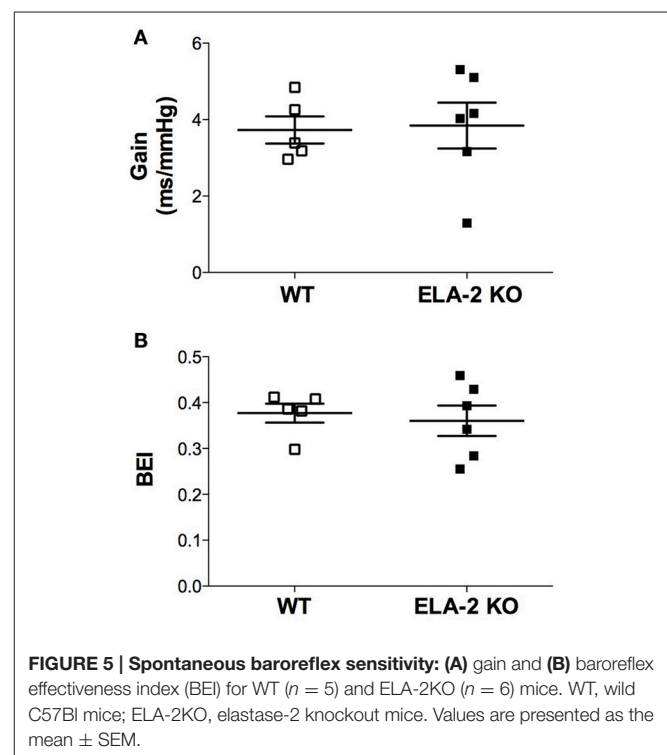 A
Gain
(ms/mmHg)
6
4
2
0
WT
ELA-2 KO
B
BEI
0.5
0.4
0.3
0.2
0.1
0.0
WT
ELA-2 KO
FIGURE 5 | Spontaneous baroreflex sensitivity: (A) gain and (B) baroreflex
effectiveness index (BEI) for WT (n = 5) and ELA-2KO (n = 6) mice. WT, wild
C57Bl mice; ELA-2KO, elastase-2 knockout mice. Values are presented as the
mean ± SEM.